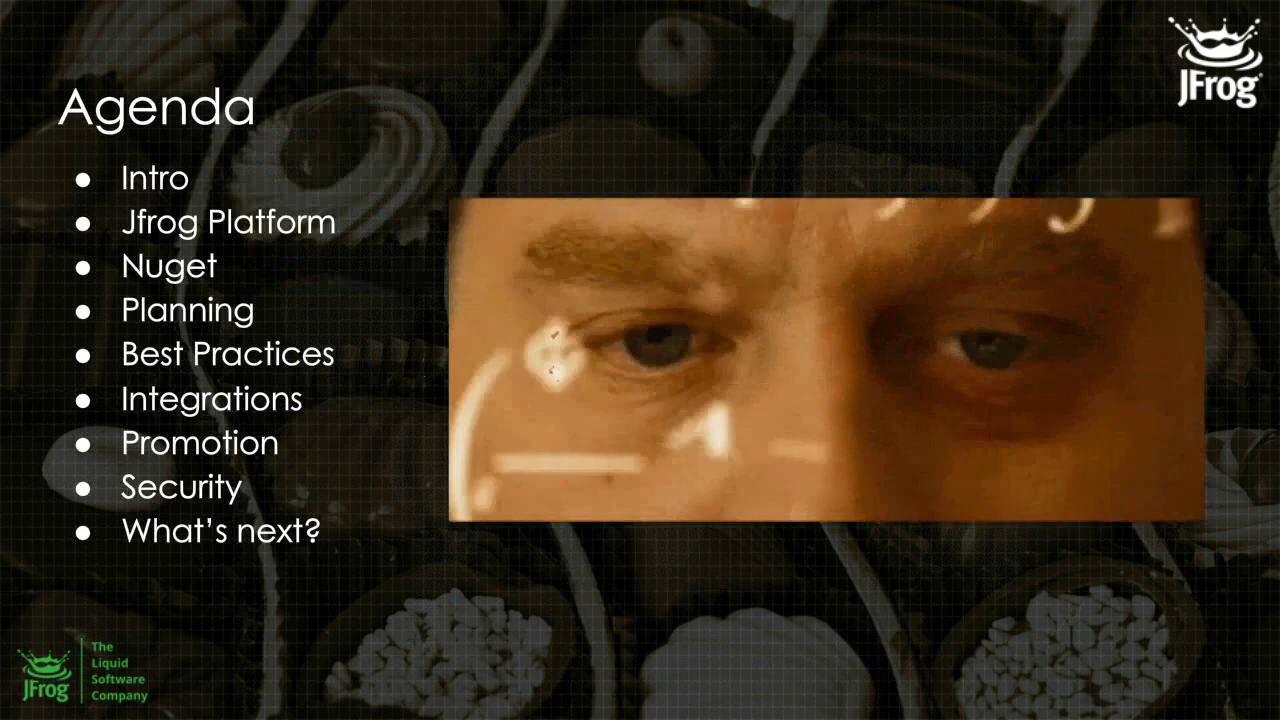 JFrog
Agenda
● Intro
● Jfrog Platform
● Nuget
● Planning
● Best Practices
● Integrations
● Promotion
● Security
● What's next?
JFrog
The
Liquid
Software
Company